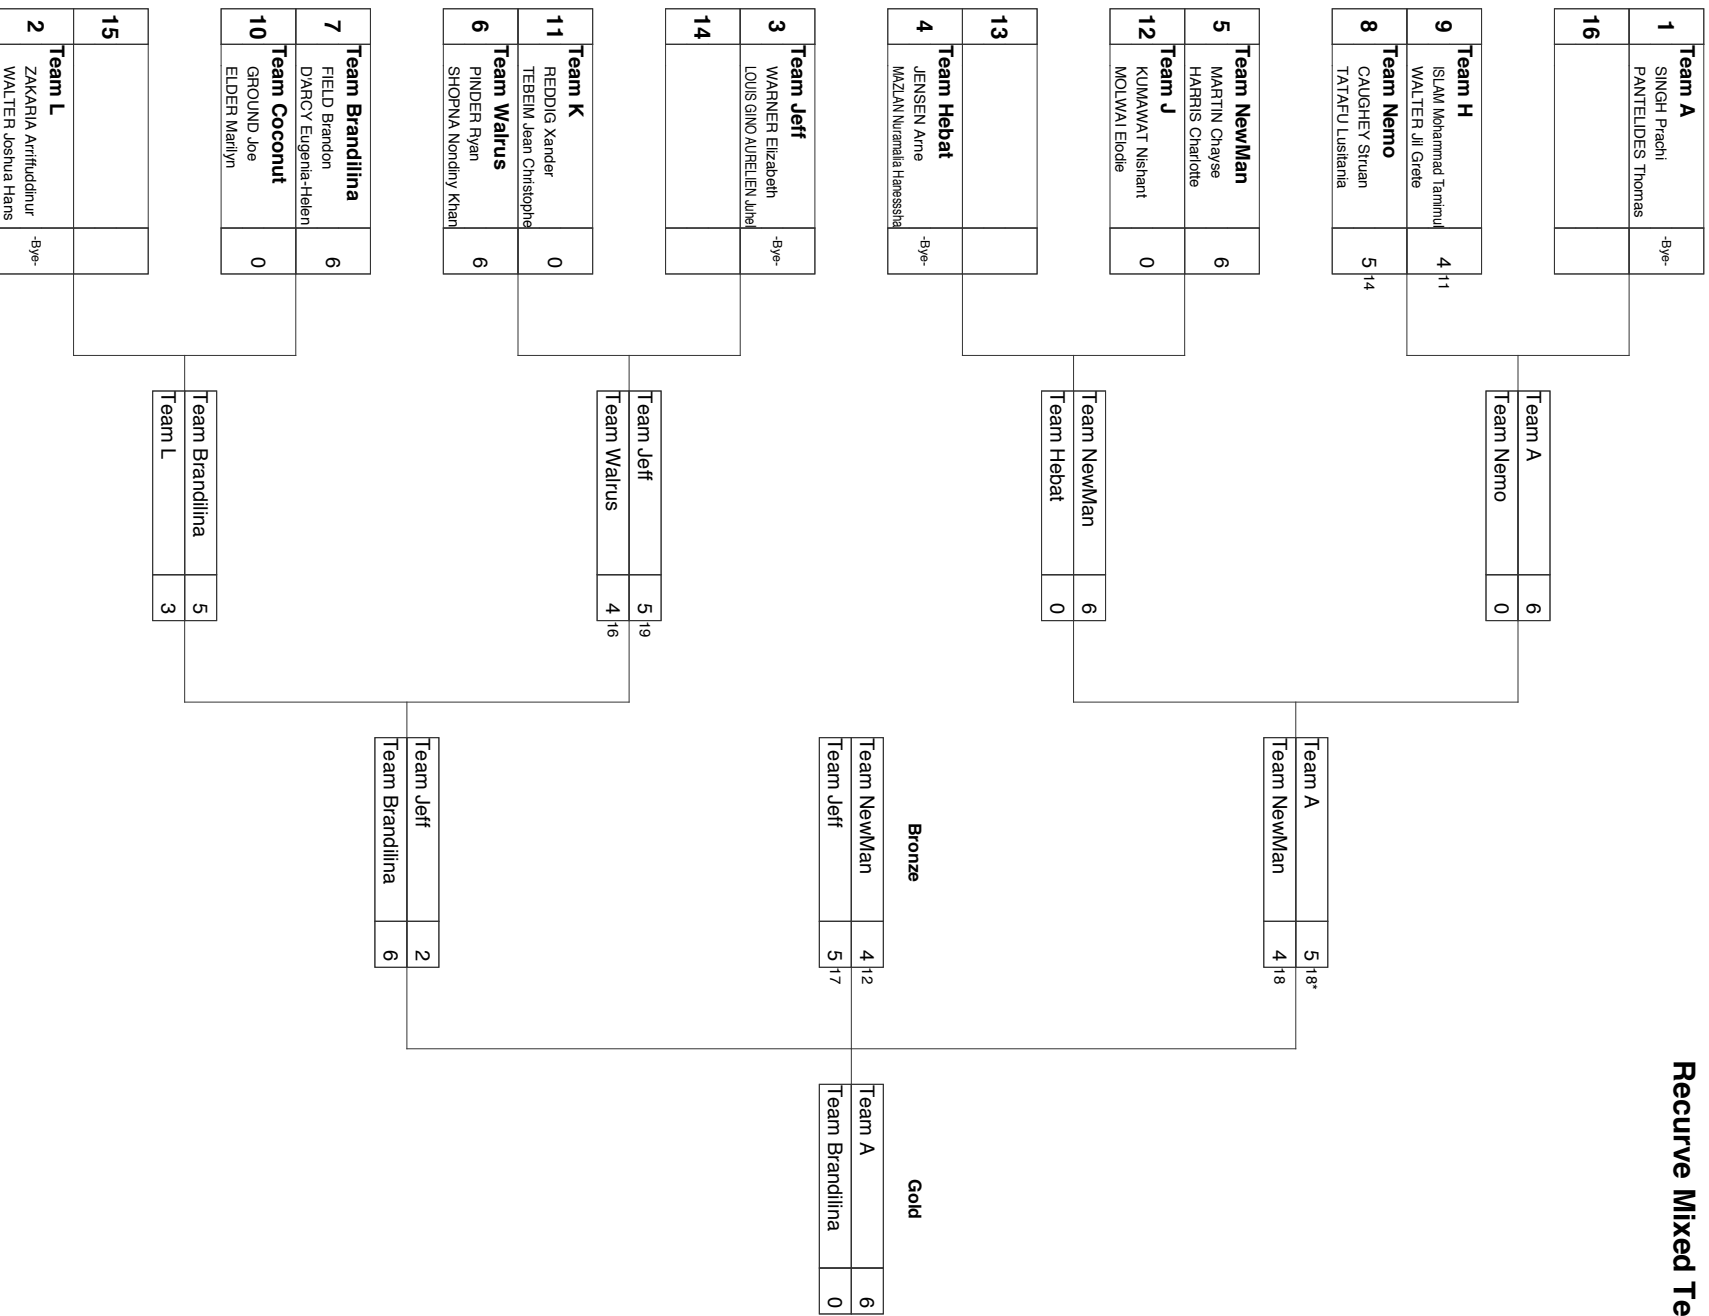 Recurve Mixed Te
1
Team A
SINGH Prachi
PANTELIDES Thomas
-Bye-
16
9
Team H
ISLAM Mohammad Tamimul
WALTER Jil Grete
4 11
8
Team Nemo
CAUGHEY Struan
TATAFU Lusitania
5 14
5
Team NewMan
MARTIN Chayse
HARRIS Charlotte
6
12
Team J
KUMAWAT Nishant
MOLWAI Elodie
0
13
4
Team Hebat
JENSEN Arne
MAZLAN Nuramalia Hanesssha
-Bye-
3
Team Jeff
WARNER Elizabeth
LOUIS GINO AURELIEN Juhel
-Bye-
14
11
Team K
REDDIG Xander
TEBEIM Jean Christophe
0
6
Team Walrus
PINDER Ryan
SHOPNA Nondiny Khan
6
7
Team Brandilina
FIELD Brandon
D'ARCY Eugenia-Helen
6
10
Team Coconut
GROUND Joe
ELDER Marilyn
0
15
2
Team L
ZAKARIA Arriffuddinur
WALTER Joshua Hans
-Bye-
Team A 6
Team Nemo 0
Team NewMan 6
Team Hebat 0
Team Jeff 5 19
Team Walrus 4 16
Team Brandilina 5
Team L 3
Team A 5 18*
Team NewMan 4 18
Bronze
Team NewMan 4 12
Team Jeff 5 17
Team Jeff 2
Team Brandilina 6
Gold
Team A 6
Team Brandilina 0